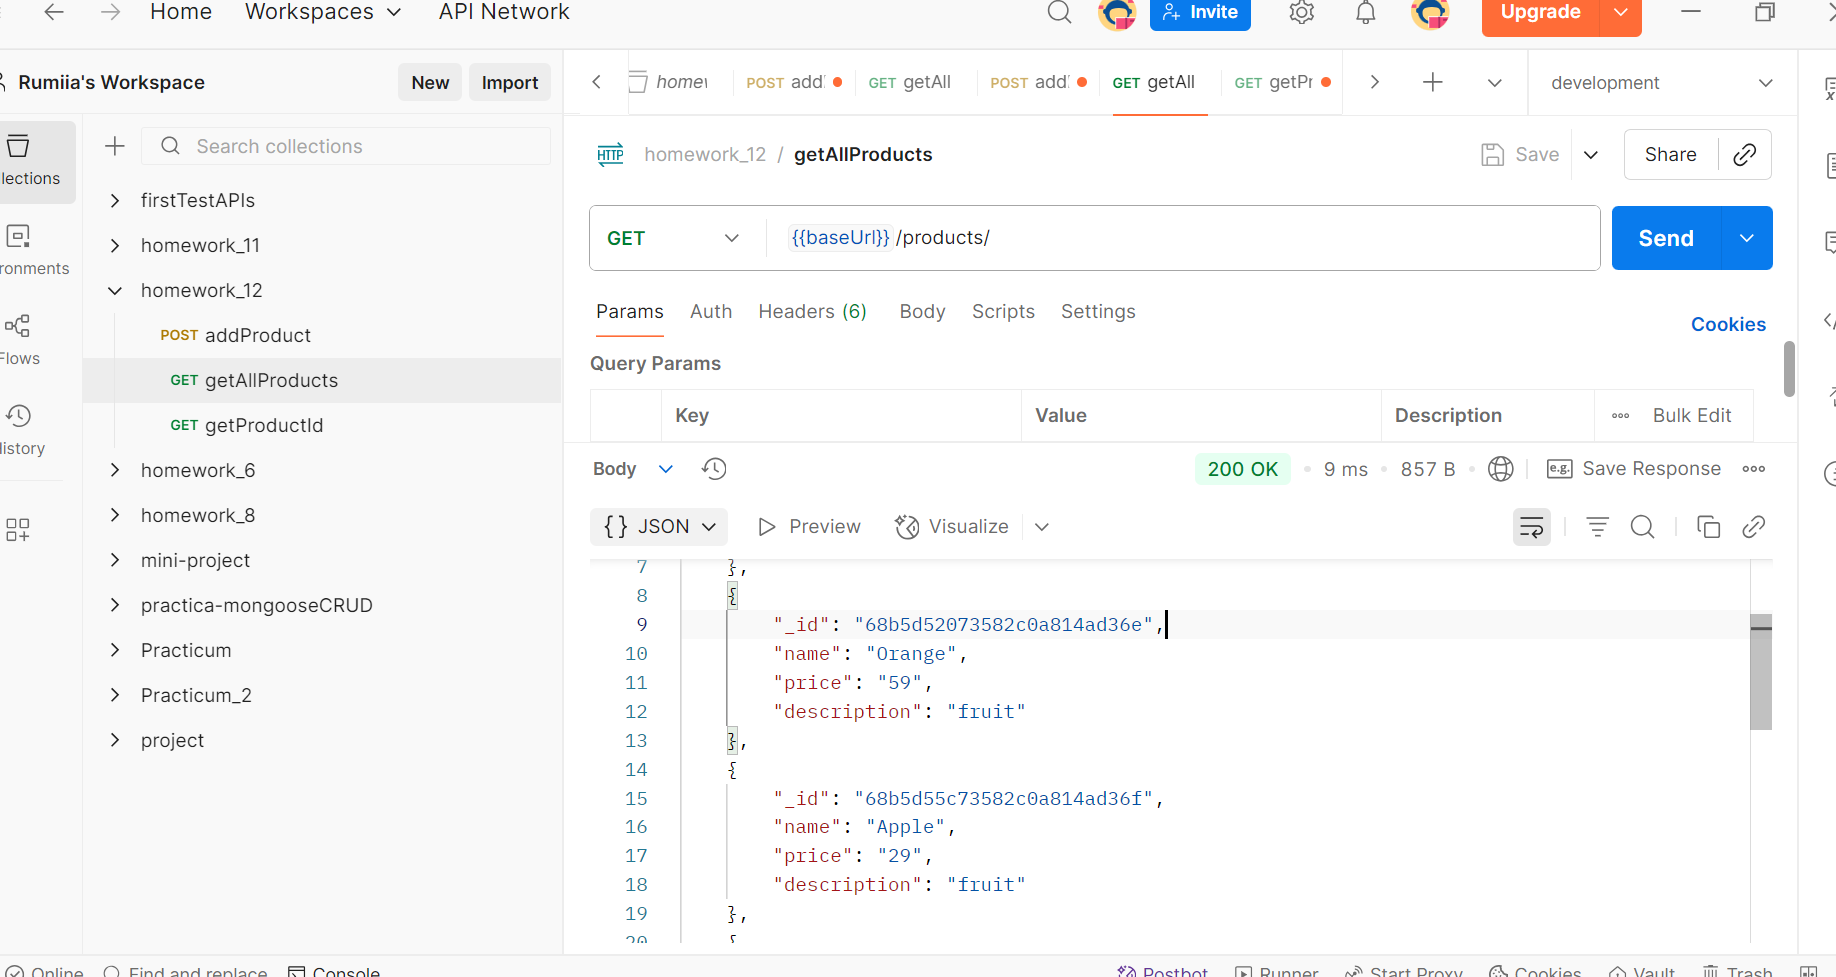 Home Workspaces API Network Invite Upgrade
Rumiia's Workspace New Import
POST add GET getAll POST add GET getAll GET getPr development
Search collections
homework_12 / getAllProducts Save Share
firstTestAPIs
homework_11
homework_12
POST addProduct
GET getAllProducts
GET getProductId
homework_6
homework_8
mini-project
practica-mongooseCRUD
Practicum
Practicum_2
project
lections
ronments
Flows
istory
GET {{baseUrl}} /products/ Send
Params Auth Headers (6) Body Scripts Settings Cookies
Query Params
Key Value Description Bulk Edit
Body 200 OK 9 ms 857 B e.g. Save Response
{} JSON Preview Visualize
7 },
8 {
9 "_id": "68b5d52073582c0a814ad36e",
10 "name": "Orange",
11 "price": "59",
12 "description": "fruit"
13 },
14 {
15 "_id": "68b5d55c73582c0a814ad36f",
16 "name": "Apple",
17 "price": "29",
18 "description": "fruit"
19 },
20 {
Online Find and replace Console Postbot Runner Start Proxy Cookies Vault Trash